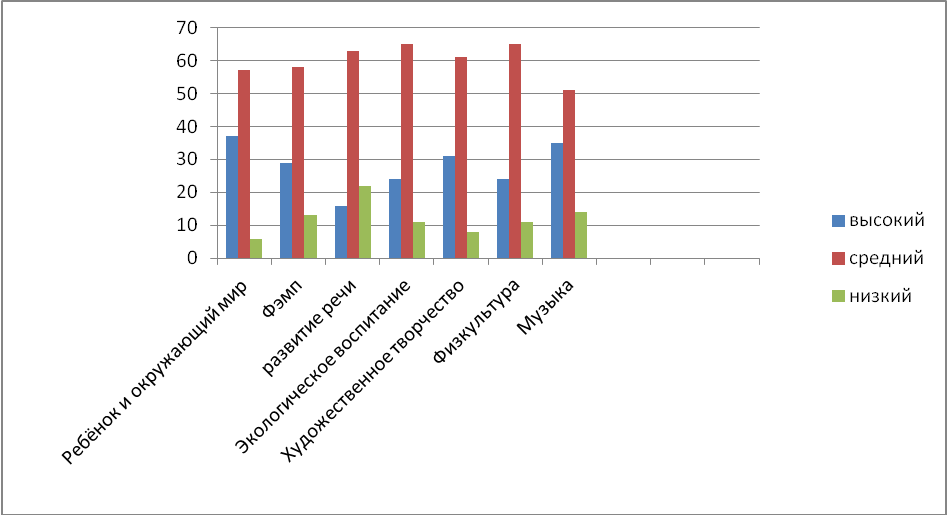 70
60
50
40
30
20
10
0
Ребёнок и окружающий мир
Фэмп
развитие речи
Экологическое воспитание
Художественное творчество
Физкультура
Музыка
высокий
средний
низкий